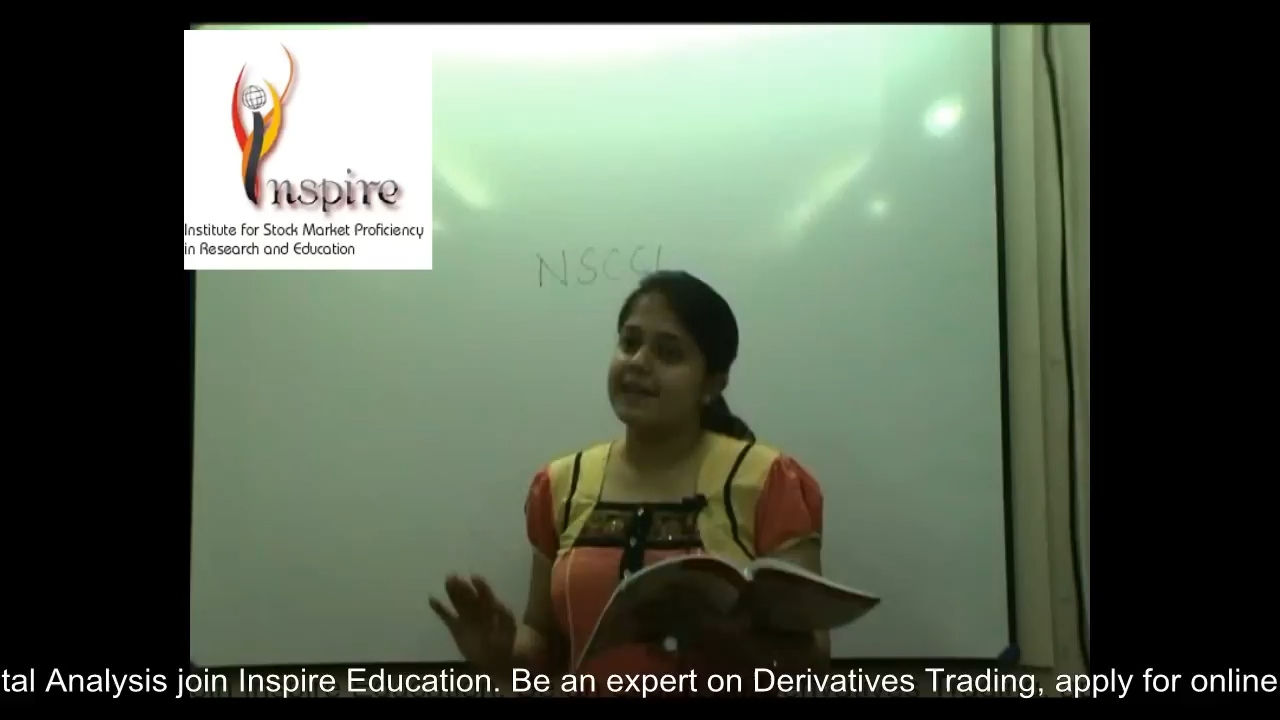 Inspire
Institute for Stock Market Proficiency
in Research and Education
NSCCL
tal Analysis join Inspire Education. Be an expert on Derivatives Trading, apply for online